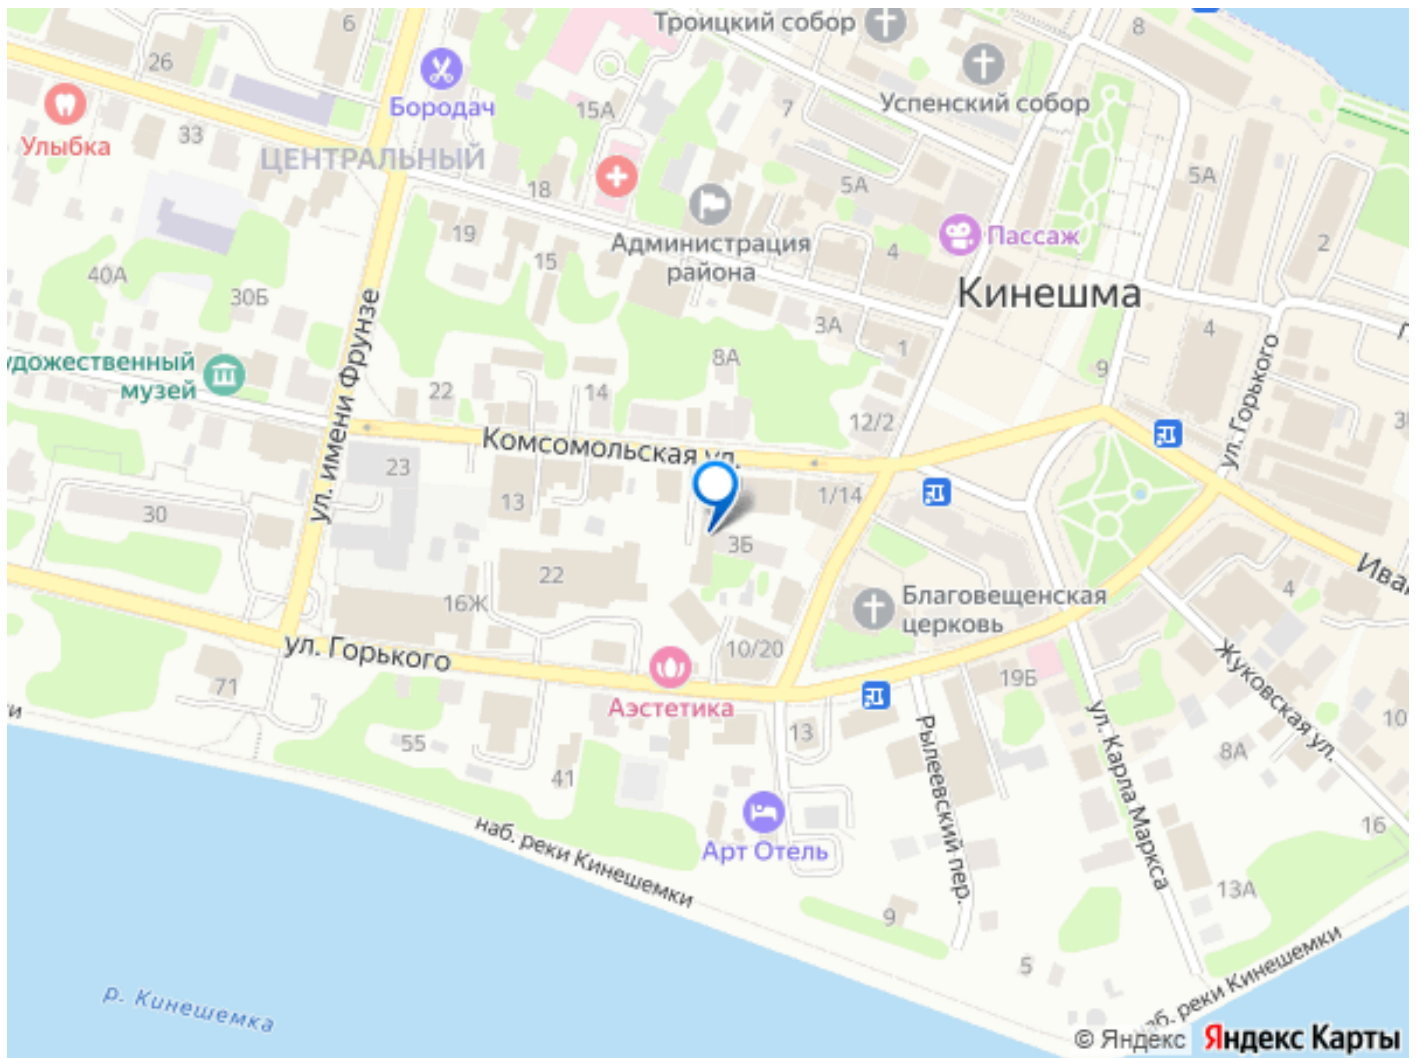 6
Троицкий собор
8
26
Бородач
Успенский собор
15А
7
Улыбка
33
ЦЕНТРАЛЬНЫЙ
18
5А
5А
19
Администрация
района
Пассаж
2
15
4
40А
30Б
Кинешма
3А
4
1
ул. имени Фрунзе
8А
9
ул. Горького
удожественный
музей
22
14
12/2
Комсомольская ул.
23
13
1/14
30
3Б
22
16Ж
Благовещенская
церковь
4
Ива
ул. Горького
10/20
Жуковская ул.
71
Аэстетика
19Б
и
55
13
Рылеевский пер.
ул. Карла Маркса
8А
10
41
наб. реки Кинешемки
Арт Отель
16
13А
9
5
наб. реки Кинешемки
р. Кинешемка
© Яндекс Яндекс Карты